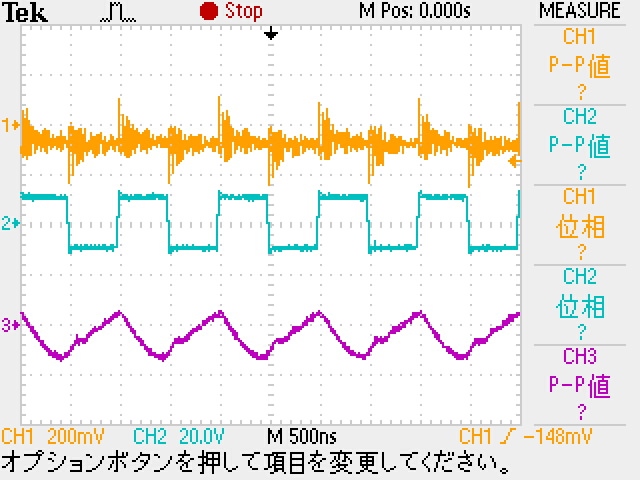 Tek Stop M Pos: 0.000s MEASURE
CH1
P-P値
?
CH2
P-P値
?
CH1
位相
?
CH2
位相
?
CH3
P-P値
?
1
2
3
CH1 200mV CH2 20.0V M 500ns CH1 -148mV
オプションボタンを押して項目を変更してください。